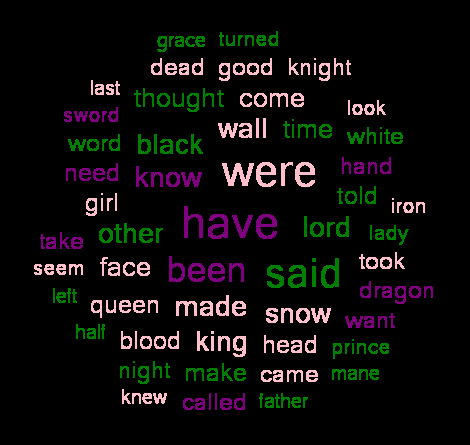 grace turned
dead good knight
last
thought come
look
sword
wall time
white
word black
need know were hand
told
girl
iron
have lord
other
lady
take
seem face been said took
left
dragon
queen made snow
want
half
blood king head prince
night make came mane
knew called father